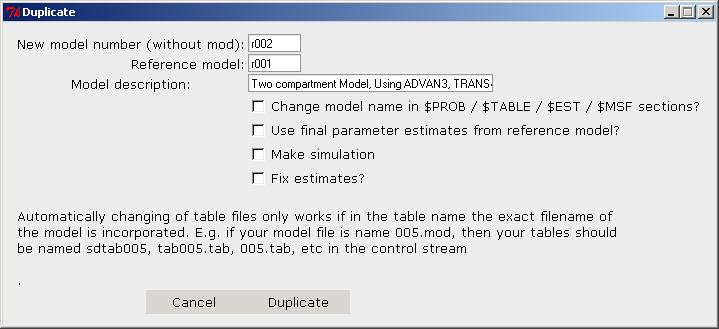 Duplicate
New model number (without mod): r002
Reference model: r001
Model description: Two compartment Model, Using ADVAN3, TRANS
Change model name in $PROB / $TABLE / $EST / $MSF sections?
Use final parameter estimates from reference model?
Make simulation
Fix estimates?
Automatically changing of table files only works if in the table name the exact filename of
the model is incorporated. E.g. if your model file is name 005.mod, then your tables should
be named sdtab005, tab005.tab, 005.tab, etc in the control stream
.
Cancel Duplicate